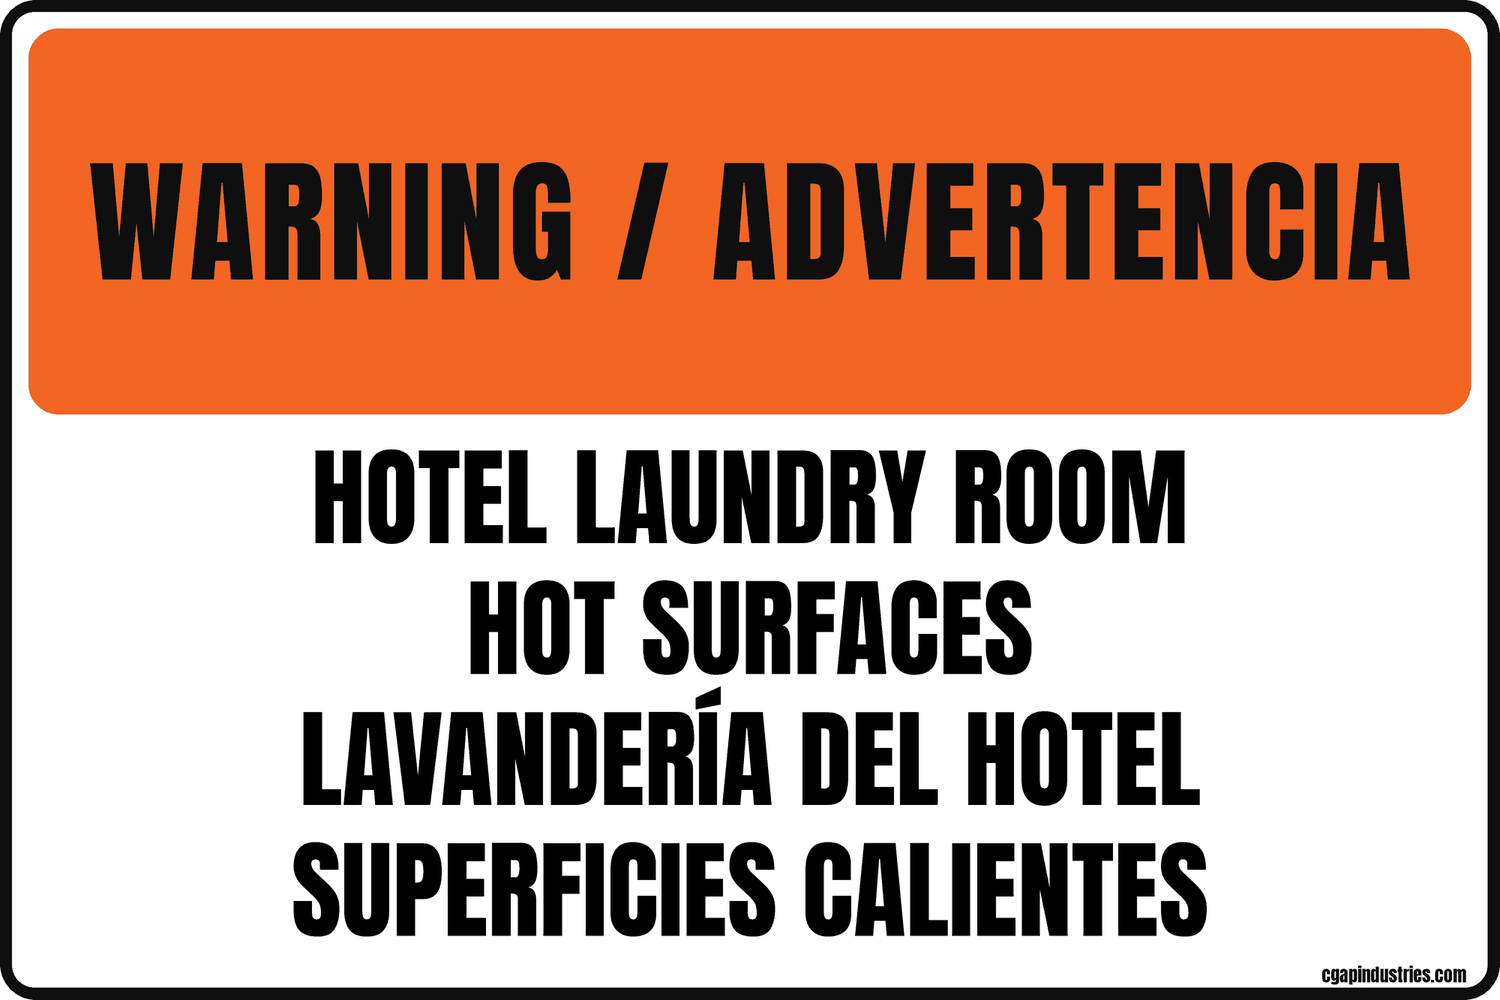 WARNING / ADVERTENCIA
HOTEL LAUNDRY ROOM
HOT SURFACES
LAVANDERÍA DEL HOTEL
SUPERFICIES CALIENTES
cgapindustries.com